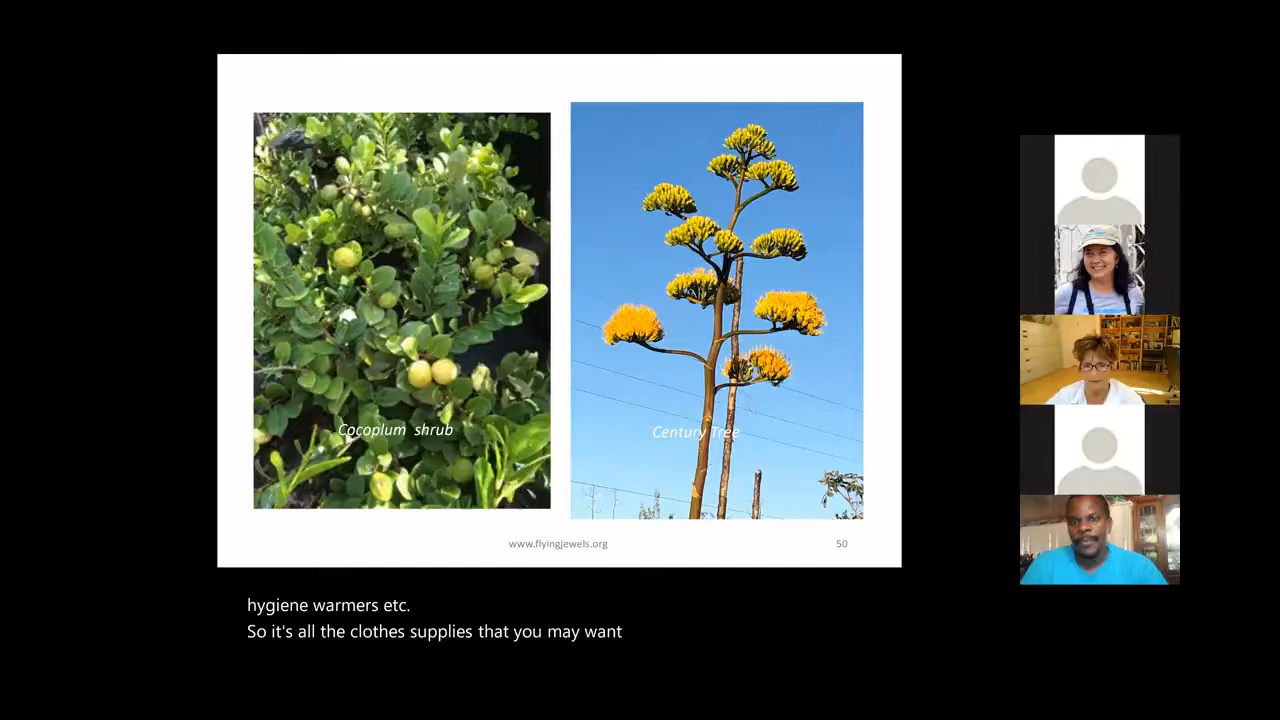 Cocoplum shrub
Century Tree
www.flyingjewels.org
50
hygiene warmers etc.
So it's all the clothes supplies that you may want